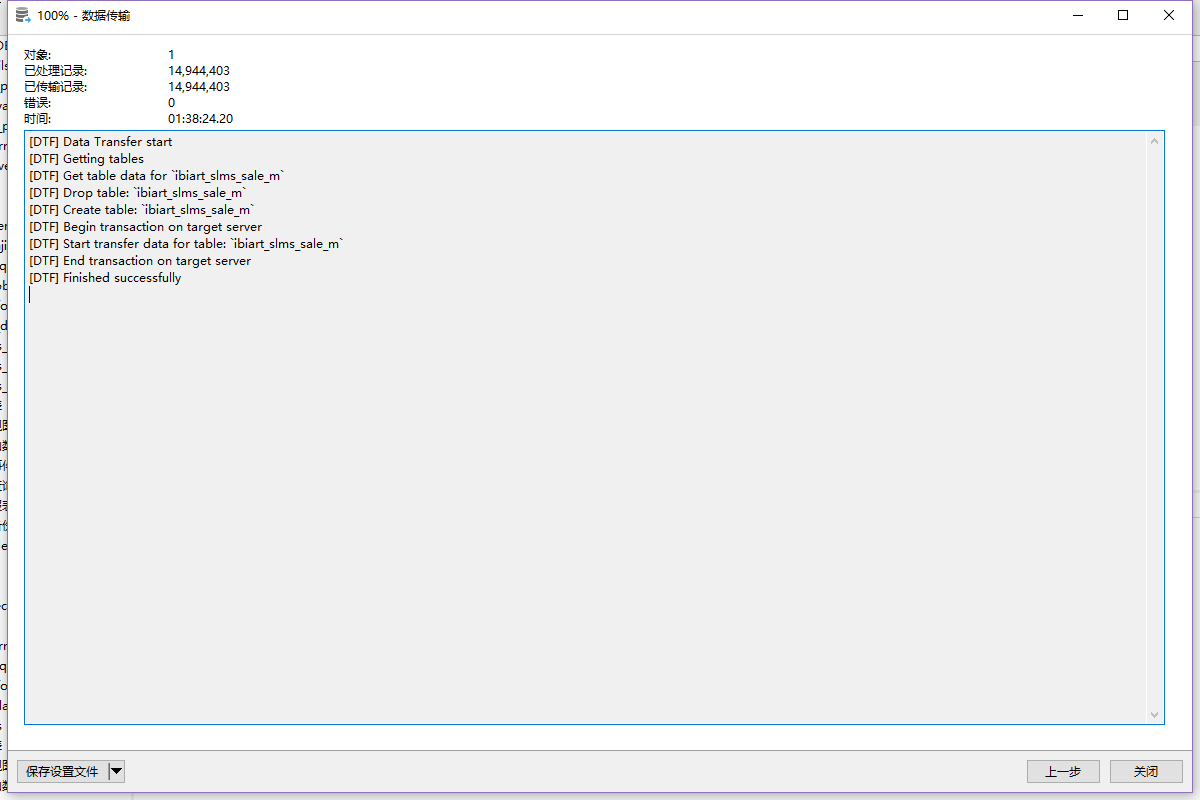 100% - 数据传输
对象: 1
已处理记录: 14,944,403
已传输记录: 14,944,403
错误: 0
时间: 01:38:24.20
[DTF] Data Transfer start
[DTF] Getting tables
[DTF] Get table data for `ibiart_slms_sale_m`
[DTF] Drop table: `ibiart_slms_sale_m`
[DTF] Create table: `ibiart_slms_sale_m`
[DTF] Begin transaction on target server
[DTF] Start transfer data for table: `ibiart_slms_sale_m`
[DTF] End transaction on target server
[DTF] Finished successfully
保存设置文件 上一步 关闭